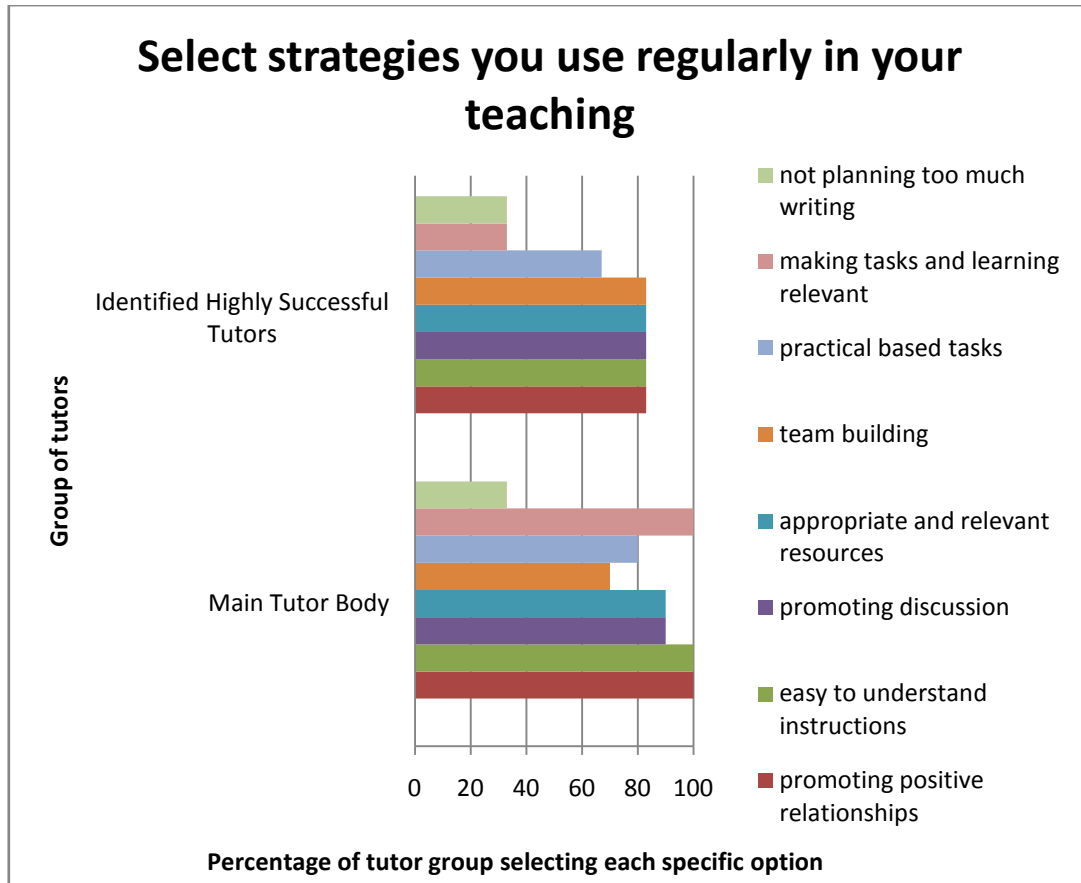 Select strategies you use regularly in your
teaching
not planning too much
writing
making tasks and learning
relevant
practical based tasks
team building
appropriate and relevant
resources
promoting discussion
easy to understand
instructions
promoting positive
relationships
Identified Highly Successful
Tutors
Main Tutor Body
Group of tutors
0 20 40 60 80 100
Percentage of tutor group selecting each specific option